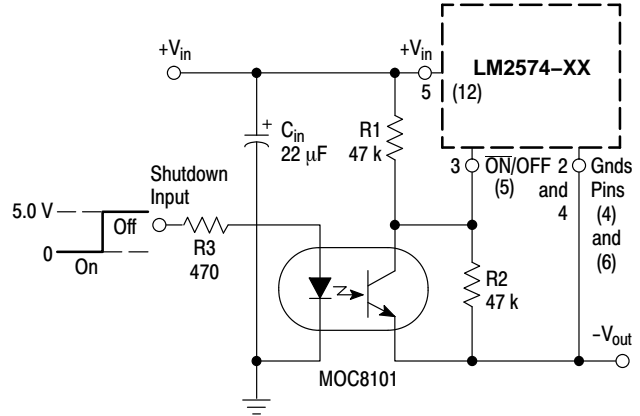 +Vin
+Vin
LM2574–XX
5
(12)
Cin
22 μF
+
R1
47 k
3
ON/OFF
(5)
2
and
4
Gnds
Pins
(4)
and
(6)
Shutdown
Input
5.0 V
Off
0
On
R3
470
R2
47 k
–Vout
MOC8101